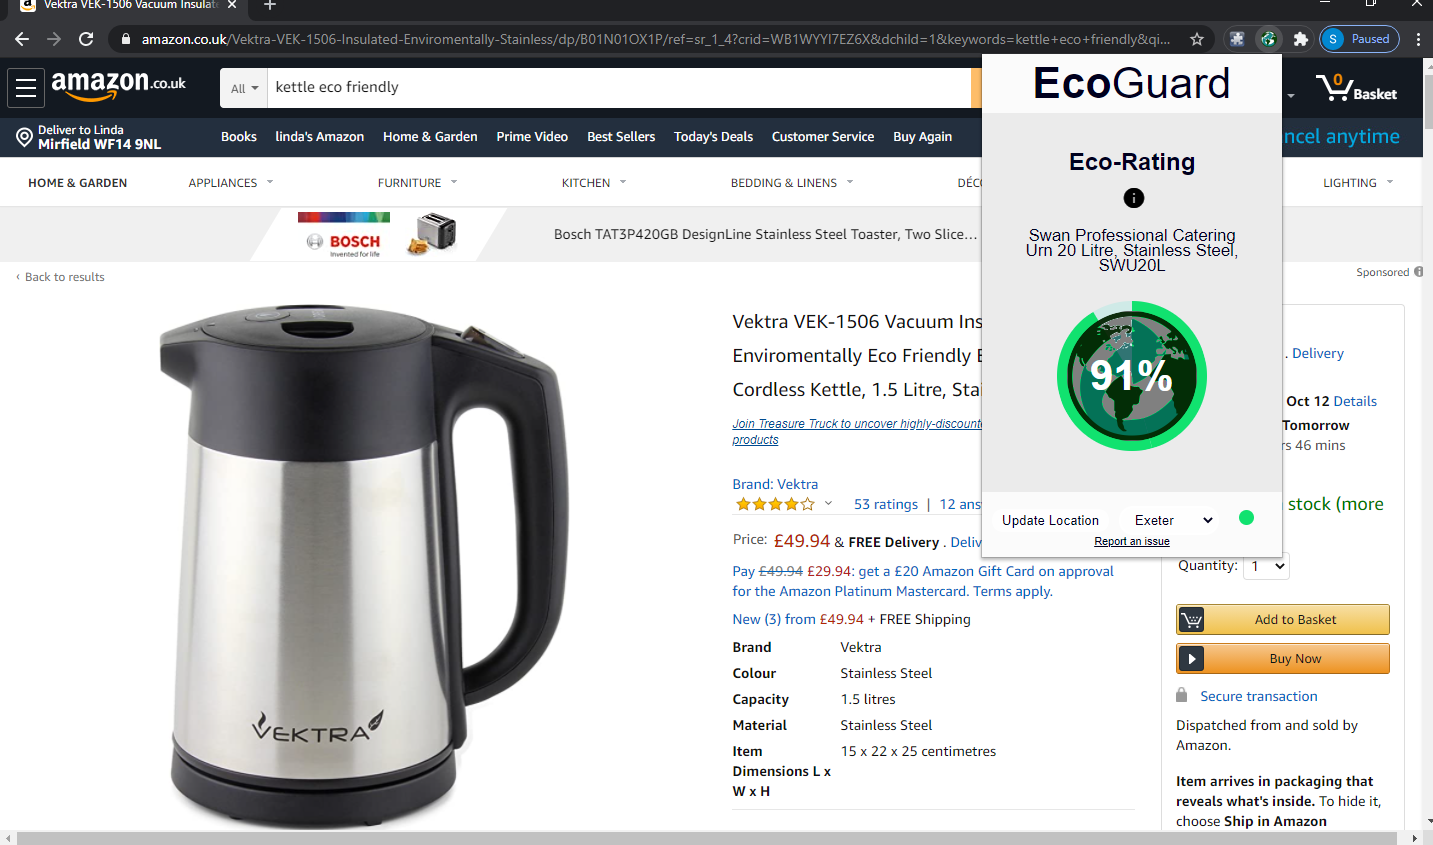 Vektra VEK-1506 Vacuum Insulat
amazon.co.uk/Vektra-VEK-1506-Insulated-Enviromentally-Stainless/dp/B01N01OX1P/ref=sr_1_4?crid=WB1WYYI7EZ6X&dchild=1&keywords=kettle+eco+friendly&qi...
S Paused
amazon.co.uk
All
kettle eco friendly
0
Basket
Deliver to Linda
Mirfield WF14 9NL
Books linda's Amazon Home & Garden Prime Video Best Sellers Today's Deals Customer Service Buy Again
ncel anytime
HOME & GARDEN APPLIANCES FURNITURE KITCHEN BEDDING & LINENS DÉC LIGHTING
BOSCH
Invented for life
Bosch TAT3P420GB DesignLine Stainless Steel Toaster, Two Slice...
‹ Back to results
Sponsored
EcoGuard
Eco-Rating
i
Swan Professional Catering
Urn 20 Litre, Stainless Steel,
SWU20L
91%
Update Location
Exeter
Report an issue
VEKTRA
Vektra VEK-1506 Vacuum Ins
Enviromentally Eco Friendly E
Cordless Kettle, 1.5 Litre, Stai
Join Treasure Truck to uncover highly-discount
products
Brand: Vektra
53 ratings | 12 ans
Price: £49.94 & FREE Delivery . Deliv
Pay £49.94 £29.94: get a £20 Amazon Gift Card on approval
for the Amazon Platinum Mastercard. Terms apply.
New (3) from £49.94 + FREE Shipping
Brand Vektra
Colour Stainless Steel
Capacity 1.5 litres
Material Stainless Steel
Item 15 x 22 x 25 centimetres
Dimensions L x
W x H
. Delivery
Oct 12 Details
Tomorrow
rs 46 mins
stock (more
Quantity: 1
Add to Basket
Buy Now
Secure transaction
Dispatched from and sold by
Amazon.
Item arrives in packaging that
reveals what's inside. To hide it,
choose Ship in Amazon